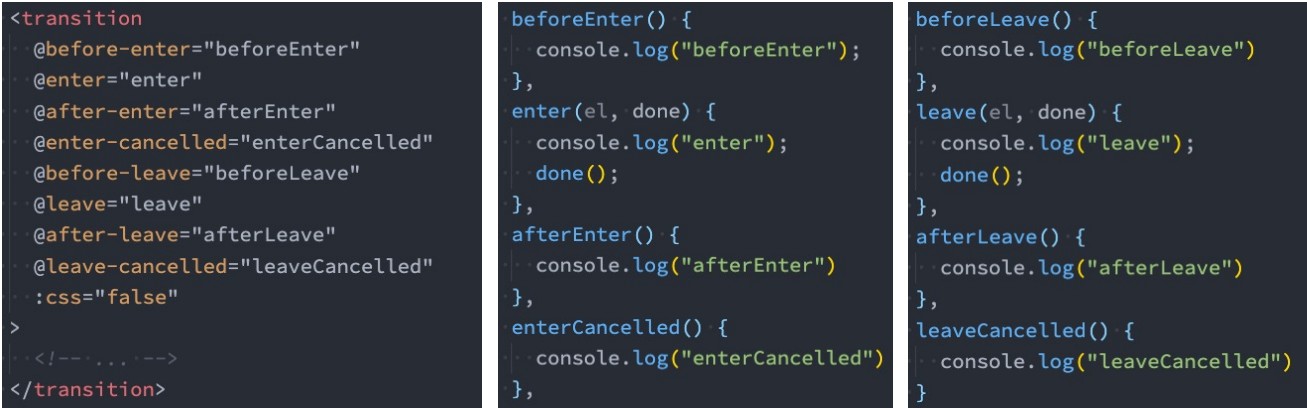 <transition
@before-enter="beforeEnter"
@enter="enter"
@after-enter="afterEnter"
@enter-cancelled="enterCancelled"
@before-leave="beforeLeave"
@leave="leave"
@after-leave="afterLeave"
@leave-cancelled="leaveCancelled"
:css="false"
>
<!-- ... -->
</transition>
beforeEnter() {
console.log("beforeEnter");
},
enter(el, done) {
console.log("enter");
done();
},
afterEnter() {
console.log("afterEnter")
},
enterCancelled() {
console.log("enterCancelled")
},
beforeLeave() {
console.log("beforeLeave")
},
leave(el, done) {
console.log("leave");
done();
},
afterLeave() {
console.log("afterLeave")
},
leaveCancelled() {
console.log("leaveCancelled")
}